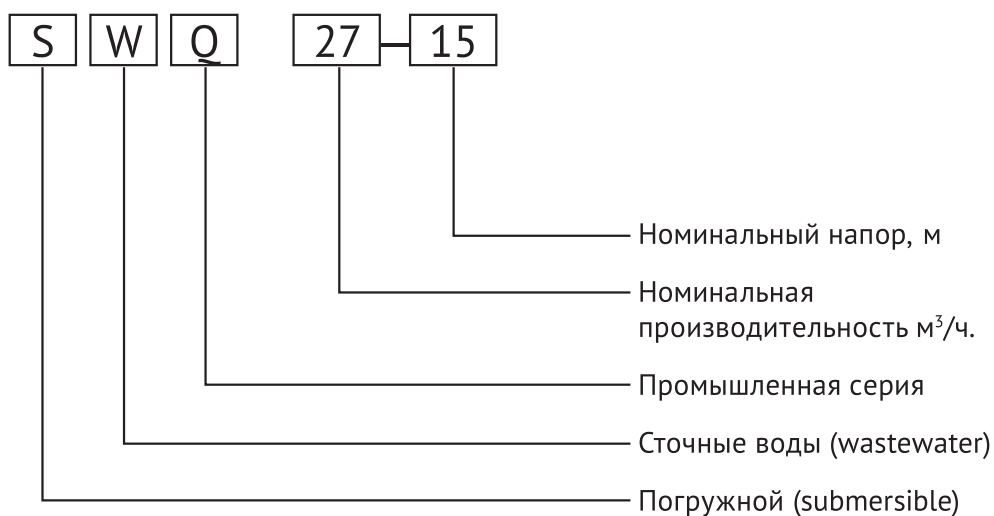 S W Q 27–15
Номинальный напор, м
Номинальная
производительность м³/ч.
Промышленная серия
Сточные воды (wastewater)
Погружной (submersible)